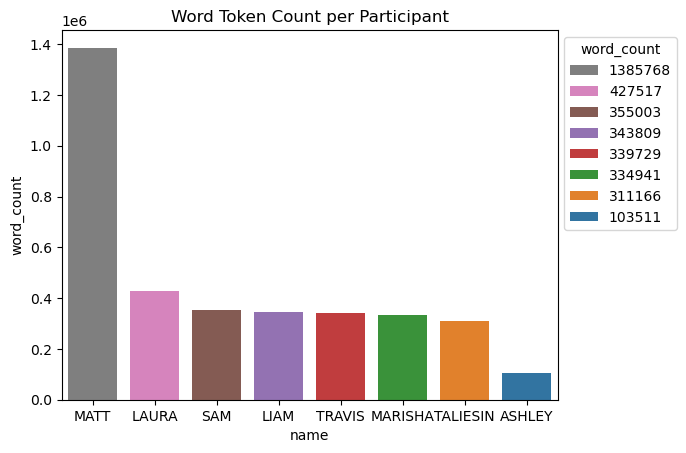 Word Token Count per Participant
1e6
word_count
1385768
427517
355003
343809
339729
334941
311166
103511
word_count
1.4
1.2
1.0
0.8
0.6
0.4
0.2
0.0
MATT LAURA SAM LIAM TRAVIS MARISHA TALIESIN ASHLEY
name